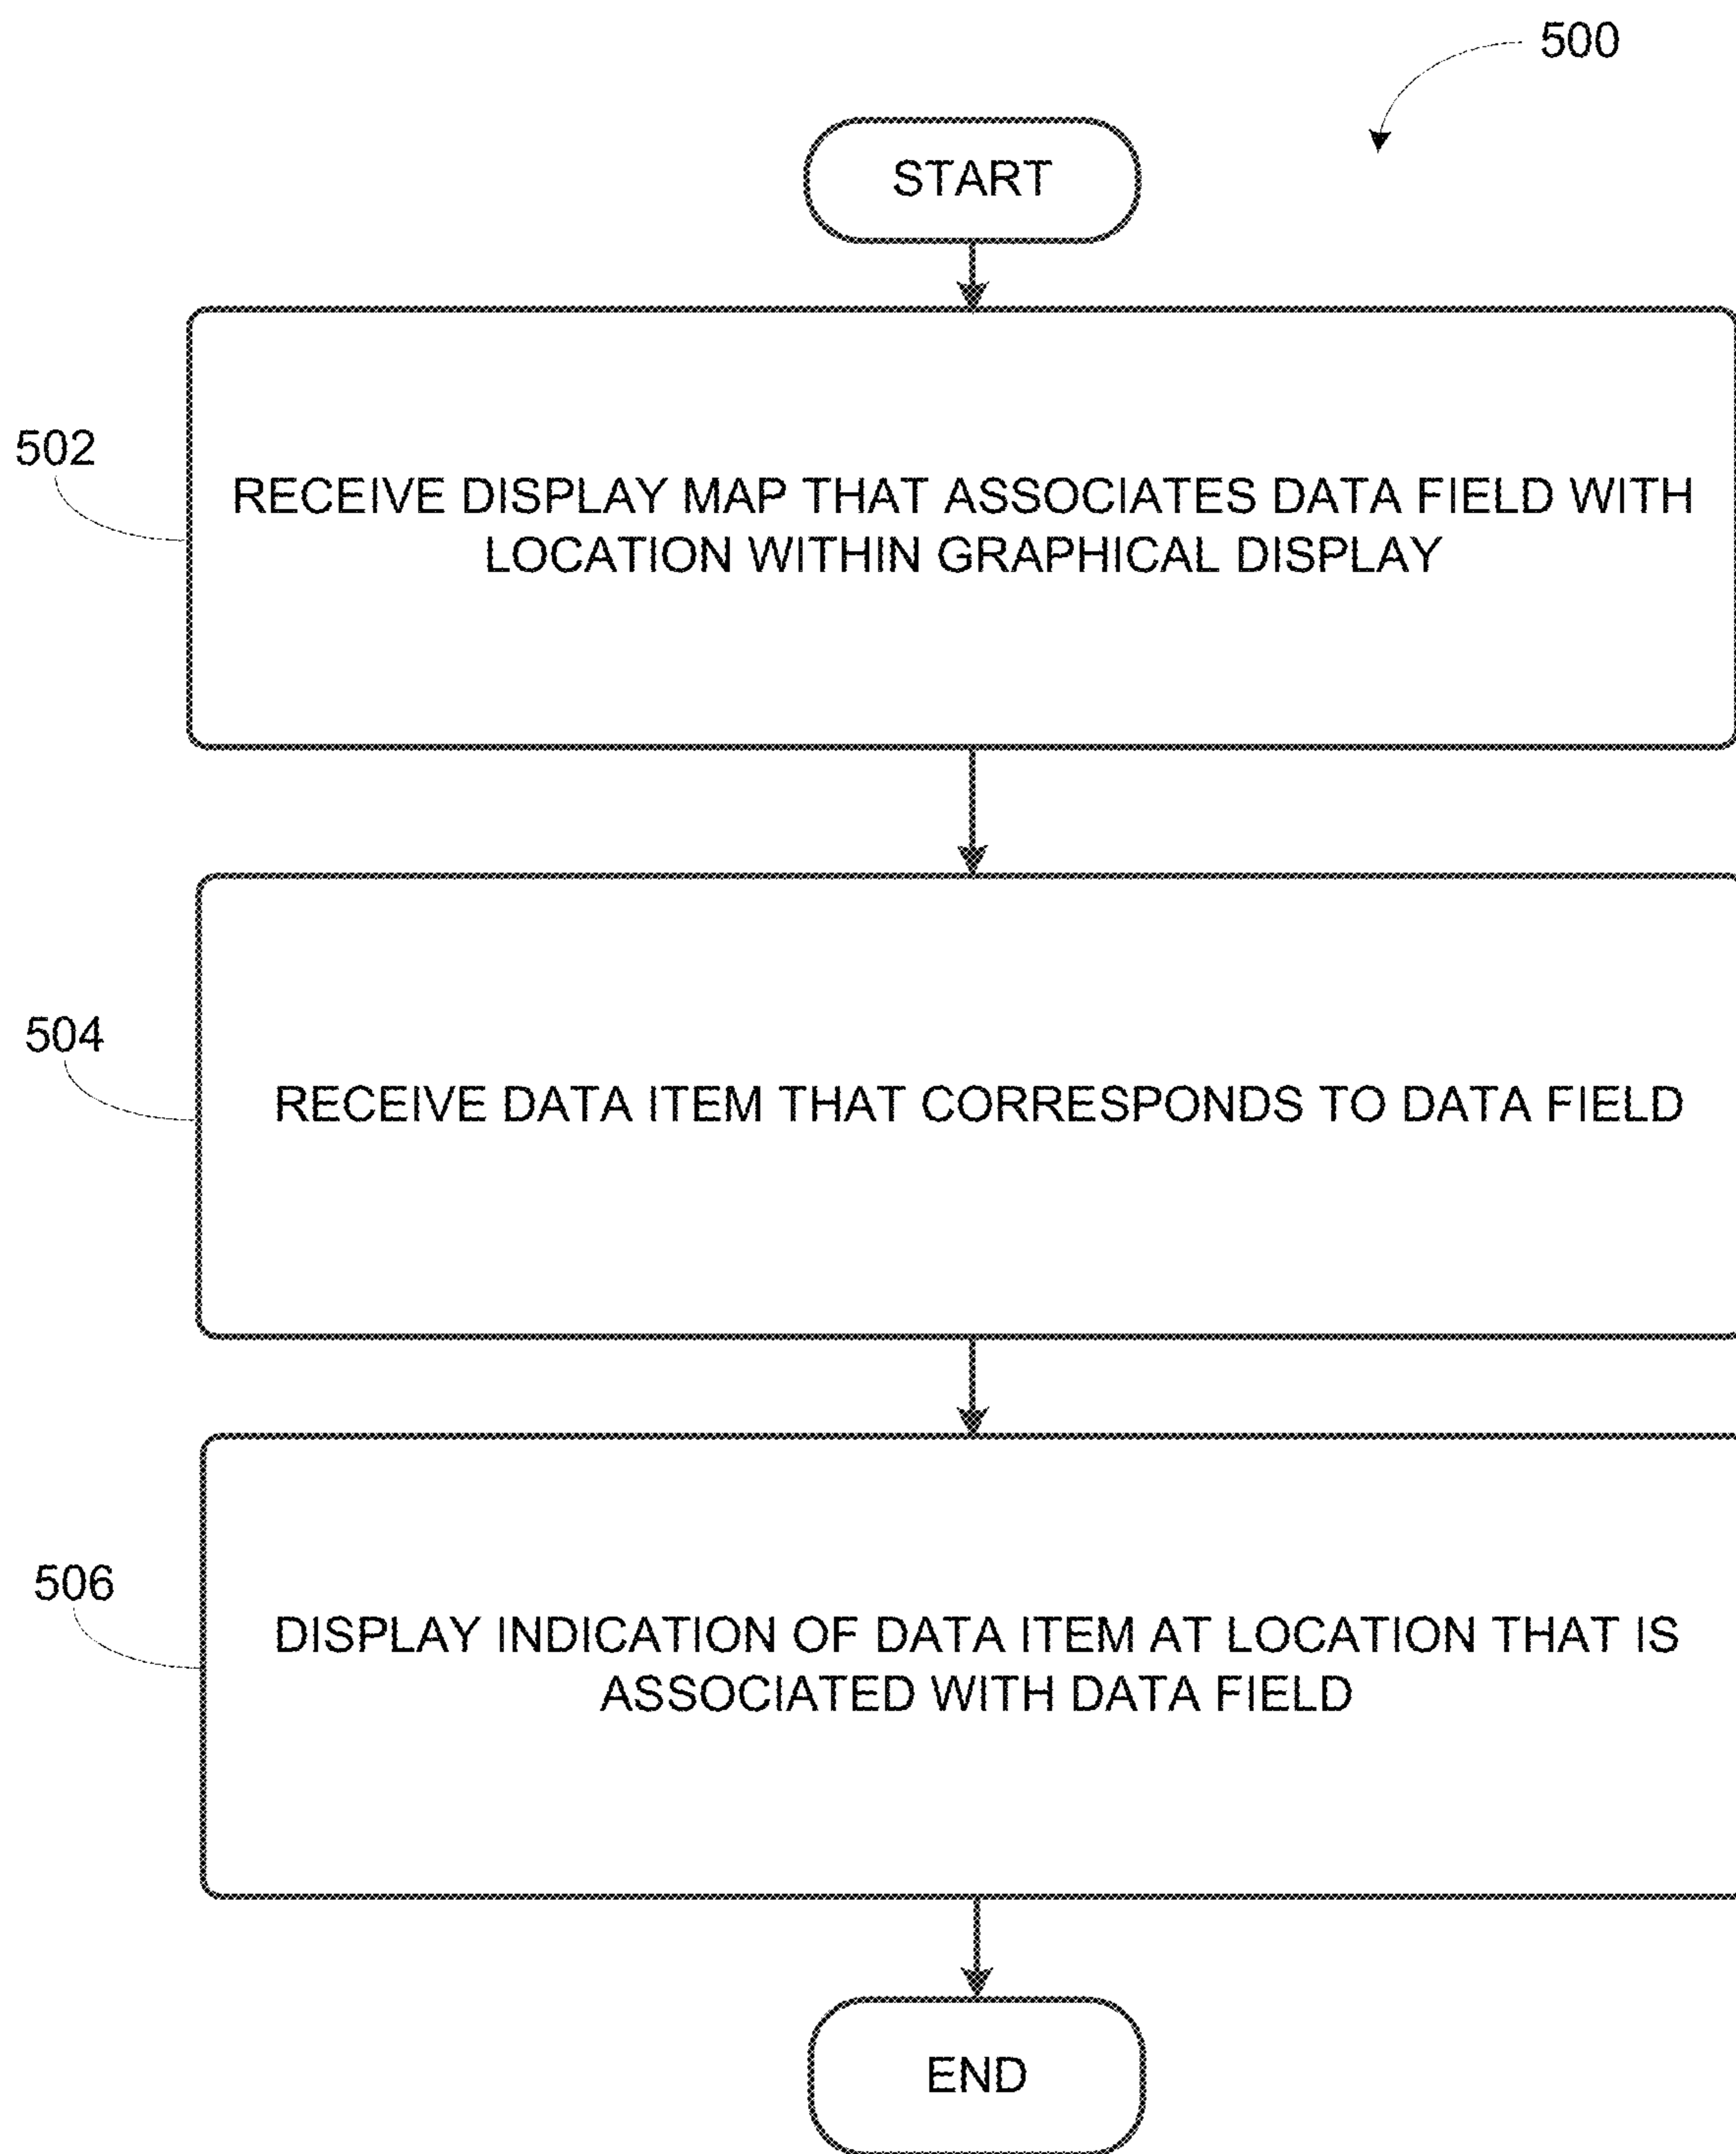 500
START
502
RECEIVE DISPLAY MAP THAT ASSOCIATES DATA FIELD WITH
LOCATION WITHIN GRAPHICAL DISPLAY
504
RECEIVE DATA ITEM THAT CORRESPONDS TO DATA FIELD
506
DISPLAY INDICATION OF DATA ITEM AT LOCATION THAT IS
ASSOCIATED WITH DATA FIELD
END